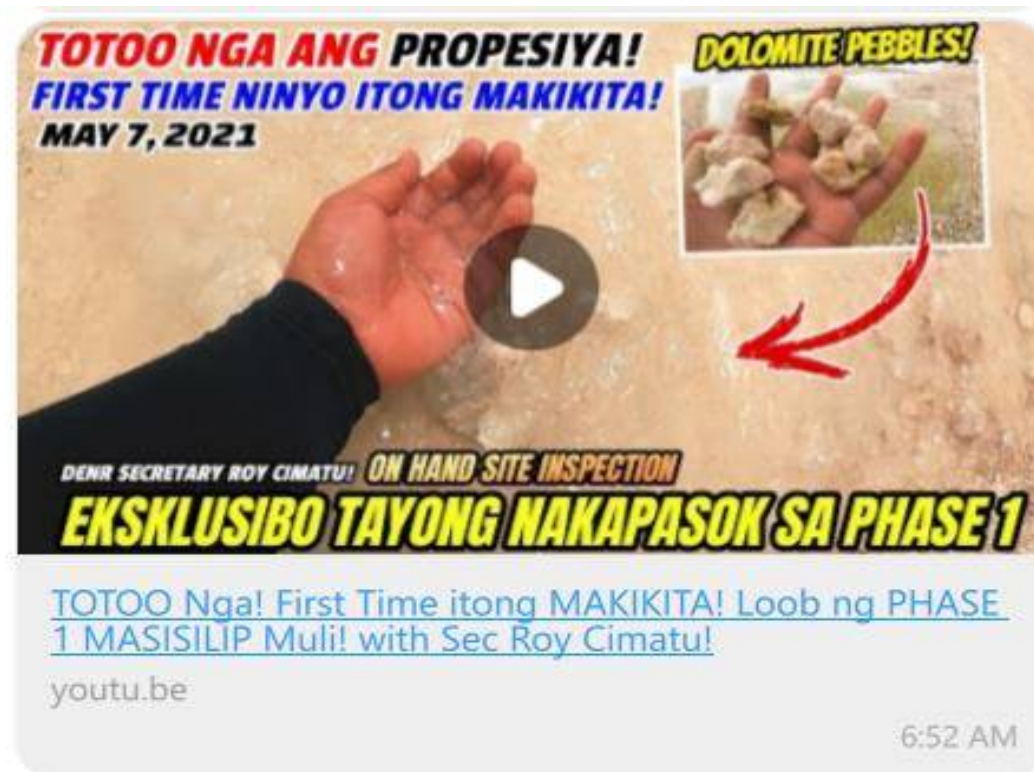 TOTOO NGA ANG PROPESIYA!
FIRST TIME NINYO ITONG MAKIKITA!
MAY 7, 2021
DOLOMITE PEBBLES!
DENR SECRETARY ROY CIMATU! ON HAND SITE INSPECTION
EKSKLUSIBO TAYONG NAKAPASOK SA PHASE 1
TOTOO Nga! First Time itong MAKIKITA! Loob ng PHASE
1 MASISILIP Muli! with Sec Roy Cimatu!
youtu.be
6:52 AM